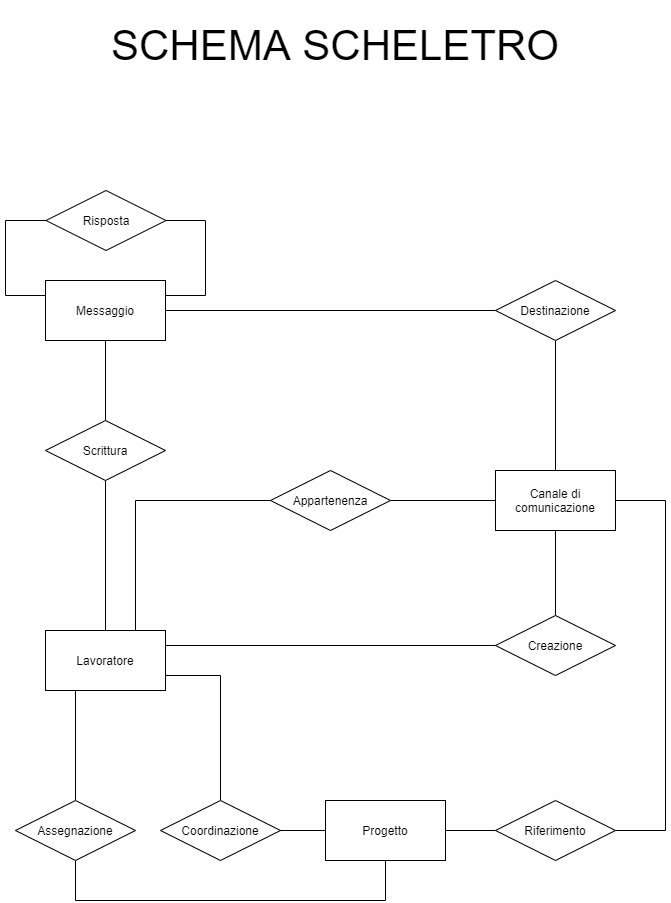 SCHEMA SCHELETRO
Risposta
Messaggio
Destinazione
Scrittura
Appartenenza
Canale di
comunicazione
Lavoratore
Creazione
Assegnazione
Coordinazione
Progetto
Riferimento